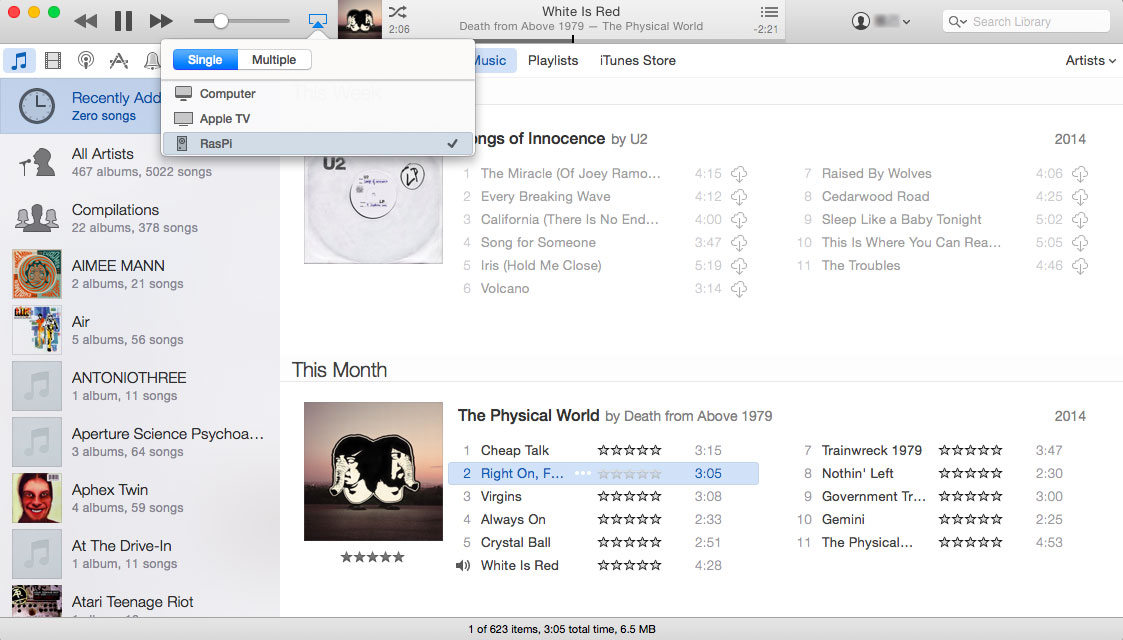 White Is Red
2:06
Death from Above 1979 — The Physical World
-2:21
Search Library
Single
Multiple
Computer
Apple TV
RasPi
Music
Playlists
iTunes Store
Artists
This Week
Recently Add
Zero songs
All Artists
467 albums, 5022 songs
Compilations
22 albums, 378 songs
AIMEE MANN
2 albums, 21 songs
Air
5 albums, 56 songs
ANTONIOTHREE
1 album, 11 songs
Aperture Science Psychoa…
3 albums, 64 songs
Aphex Twin
4 albums, 59 songs
At The Drive-In
1 album, 11 songs
Atari Teenage Riot
U2
ngs of Innocence by U2
2014
1 The Miracle (Of Joey Ramo… 4:15
2 Every Breaking Wave 4:12
3 California (There Is No End… 4:00
4 Song for Someone 3:47
5 Iris (Hold Me Close) 5:19
6 Volcano 3:14
7 Raised By Wolves 4:06
8 Cedarwood Road 4:25
9 Sleep Like a Baby Tonight 5:02
10 This Is Where You Can Rea… 5:05
11 The Troubles 4:46
This Month
The Physical World by Death from Above 1979
2014
1 Cheap Talk 3:15
2 Right On, F… 3:05
3 Virgins 3:08
4 Always On 2:33
5 Crystal Ball 2:51
White Is Red 4:28
7 Trainwreck 1979 3:47
8 Nothin' Left 2:30
9 Government Tr… 3:00
10 Gemini 2:25
11 The Physical… 4:53
1 of 623 items, 3:05 total time, 6.5 MB